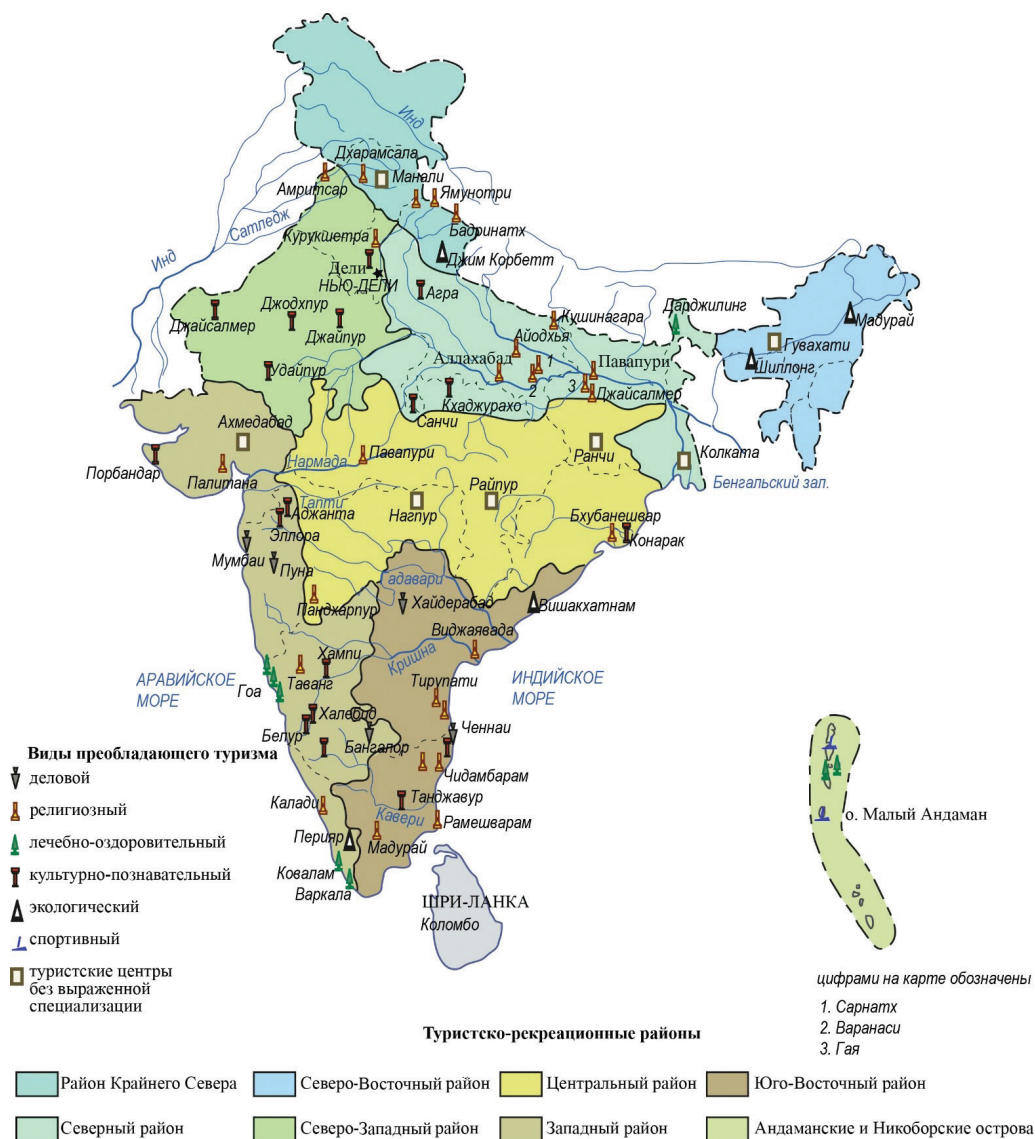 Инд
Дхарамсала
Манали
Амритсар
Ямунотри
Сатледж
Бадринатх
Курукшетра
Инд
Джим Корбетт
Дели
НЬЮ-ДЕЛИ
Агра
Джодхпур
Дарджилинг
Джайсалмер
Кушинагара
Мадурай
Джайпур
Айодхья
Гувахати
Аллахабад
1
Павапури
Шиллонг
Удайпур
2
3
Джайсалмер
Кхаджурахо
Санчи
Ахмедабад
Колката
Нармада
Павапури
Ранчи
Порбандар
Палитана
Бенгальский зал.
Тапти
Райпур
Аджанта
Нагпур
Бхубанешвар
Эллора
Конарак
Мумбаи
Пуна
адавари
Хайдерабад
Вишакхатнам
Пандхарпур
Виджаявада
Хампи
Кришна
АРАВИЙСКОЕ
МОРЕ
ИНДИЙСКОЕ
МОРЕ
Таванг
Тирупати
Гоа
Халебид
Ченнаи
Белур
Бангалор
Чидамбарам
Танджавур
Калади
Кавери
Рамешварам
о. Малый Андаман
Перияр
Мадурай
Ковалам
Варкала
ШРИ-ЛАНКА
Коломбо
Виды преобладающего туризма
деловой
религиозный
лечебно-оздоровительный
культурно-познавательный
экологический
спортивный
туристские центры
без выраженной
специализации
цифрами на карте обозначены
1. Сарнатх
2. Варанаси
3. Гая
Туристско-рекреационные районы
Район Крайнего Севера
Северо-Восточный район
Центральный район
Юго-Восточный район
Северный район
Северо-Западный район
Западный район
Андаманские и Никоборские острова